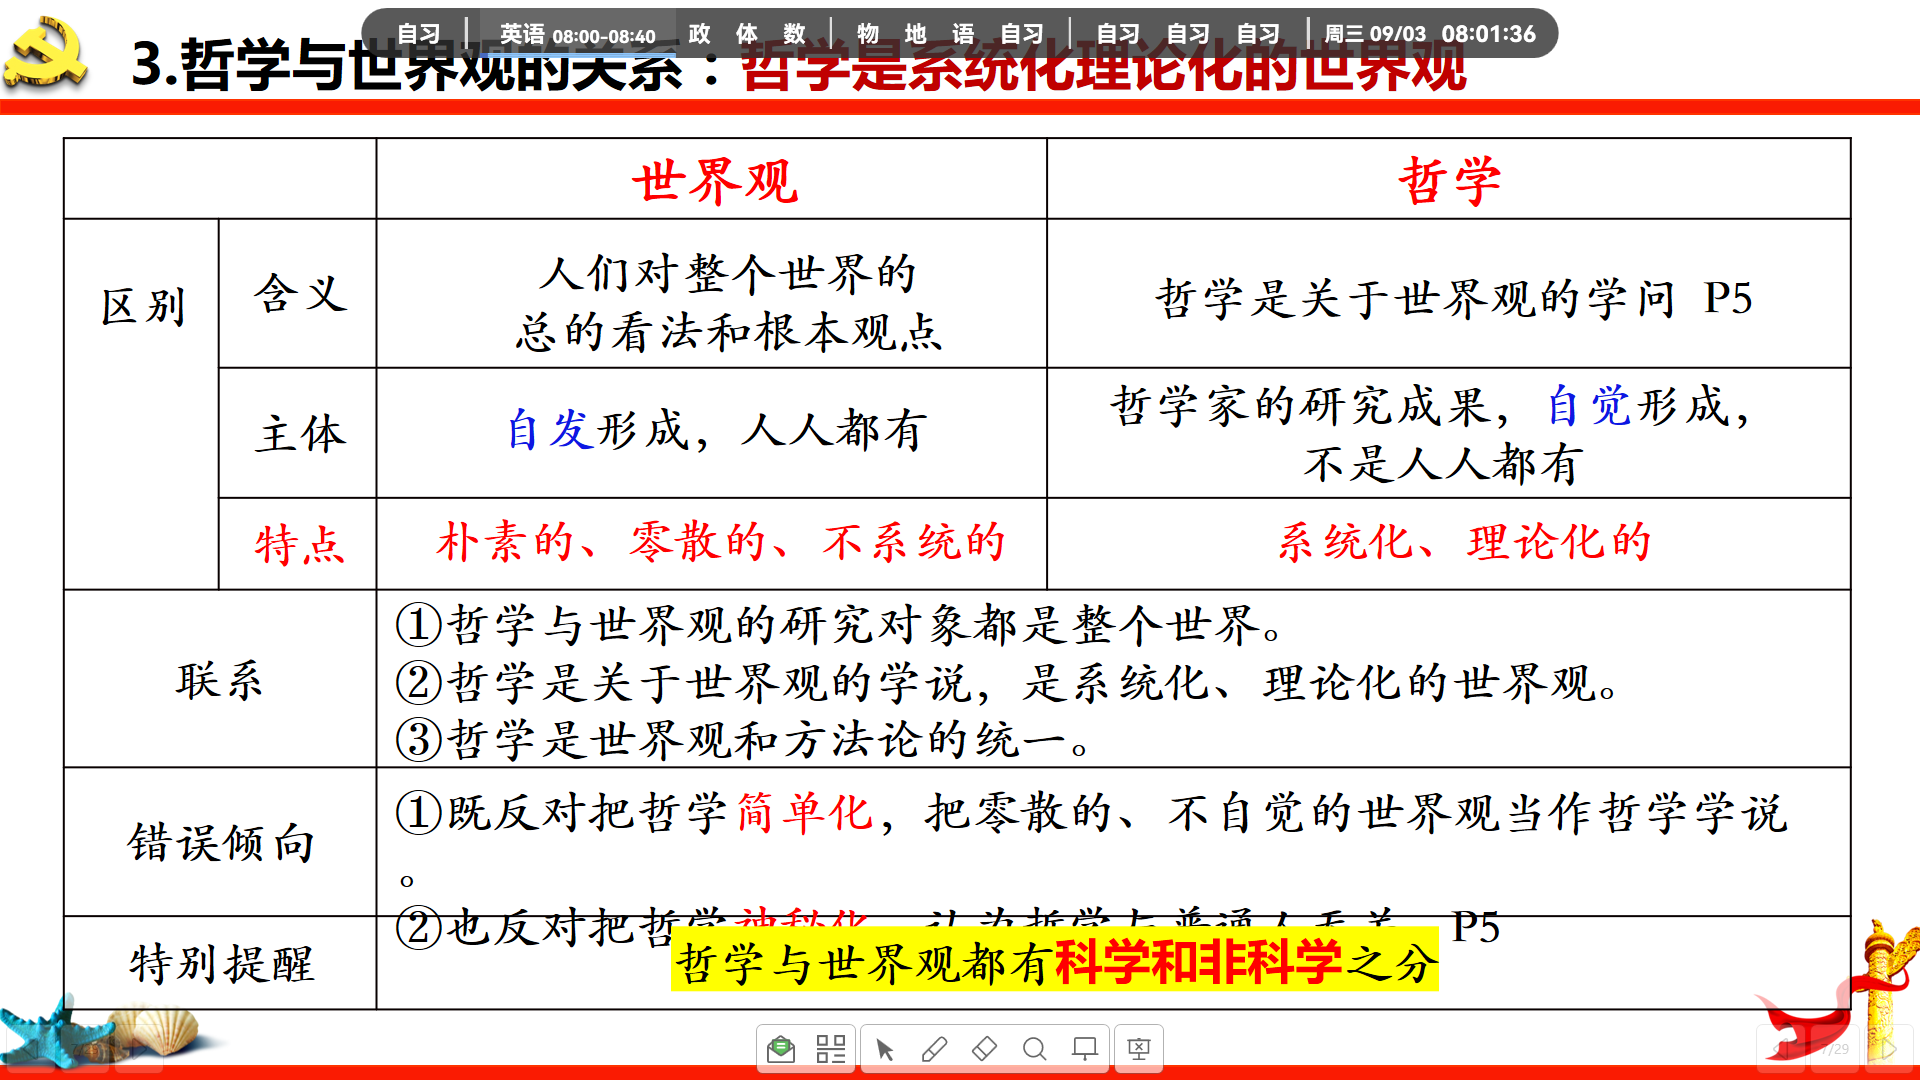 自习 | 英语 08:00-08:40 政 体 数 | 物 地 语 自习 | 自习 自习 自习 | 周三 09/03 08:01:36
3.哲学与世界观的关系：哲学是系统化理论化的世界观
世界观 哲学
区别 含义 人们对整个世界的
总的看法和根本观点
哲学是关于世界观的学问 P5
主体 自发形成，人人都有
哲学家的研究成果，自觉形成，
不是人人都有
特点 朴素的、零散的、不系统的 系统化、理论化的
联系
①哲学与世界观的研究对象都是整个世界。
②哲学是关于世界观的学说，是系统化、理论化的世界观。
③哲学是世界观和方法论的统一。
错误倾向
①既反对把哲学简单化，把零散的、不自觉的世界观当作哲学学说
。
②也反对把哲学神秘化，认为哲学与普通人无关。P5
特别提醒 哲学与世界观都有科学和非科学之分
7/29